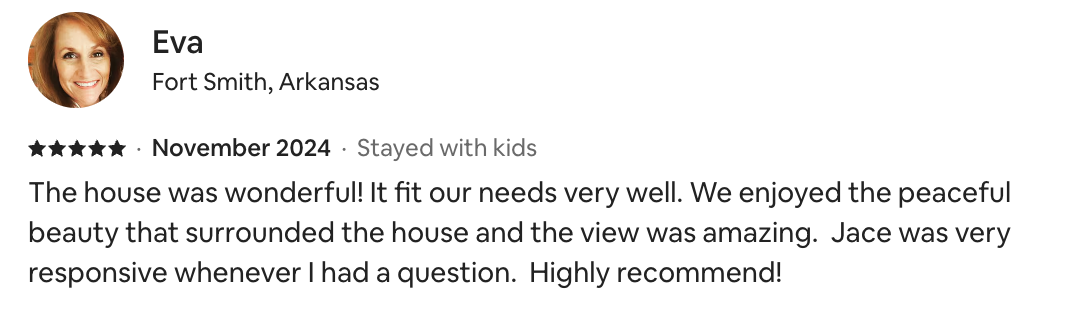 Eva
Fort Smith, Arkansas
★★★★★ · November 2024 · Stayed with kids
The house was wonderful! It fit our needs very well. We enjoyed the peaceful
beauty that surrounded the house and the view was amazing.  Jace was very
responsive whenever I had a question.  Highly recommend!